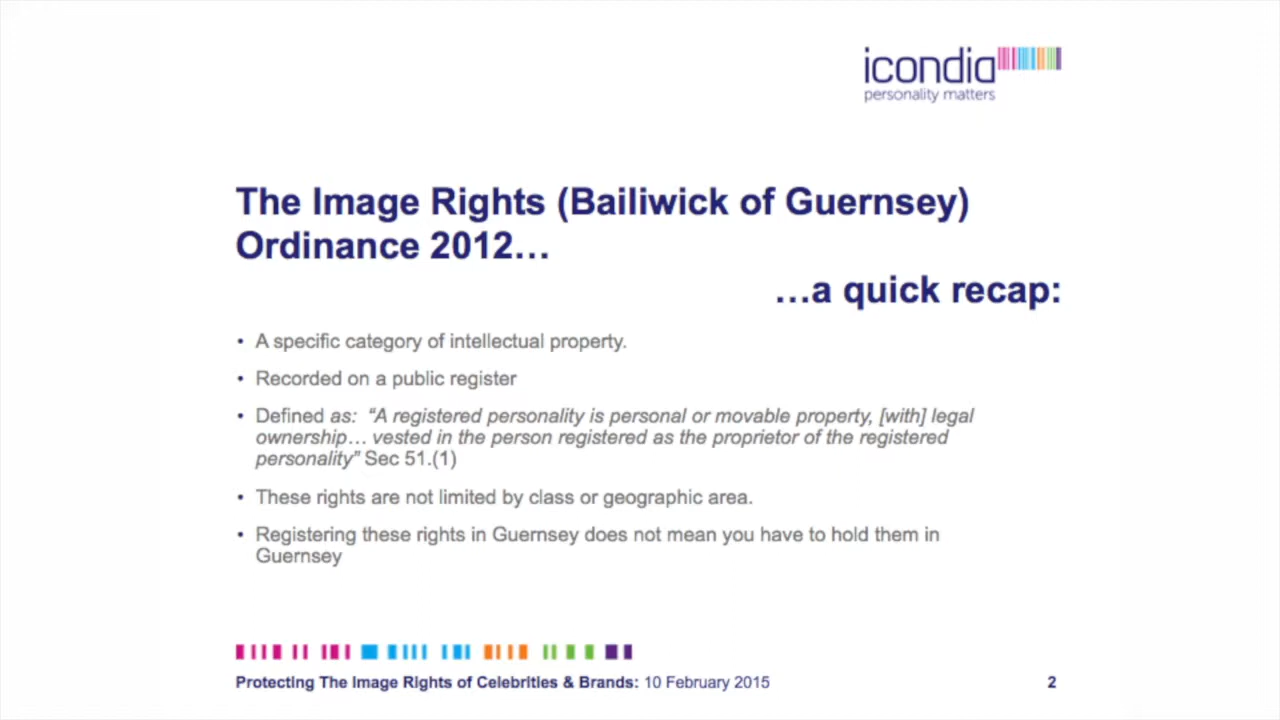 icondia
personality matters
The Image Rights (Bailiwick of Guernsey)
Ordinance 2012…
…a quick recap:
• A specific category of intellectual property.
• Recorded on a public register
• Defined as: “A registered personality is personal or movable property, [with] legal
ownership… vested in the person registered as the proprietor of the registered
personality” Sec 51.(1)
• These rights are not limited by class or geographic area.
• Registering these rights in Guernsey does not mean you have to hold them in
Guernsey
Protecting The Image Rights of Celebrities & Brands: 10 February 2015
2